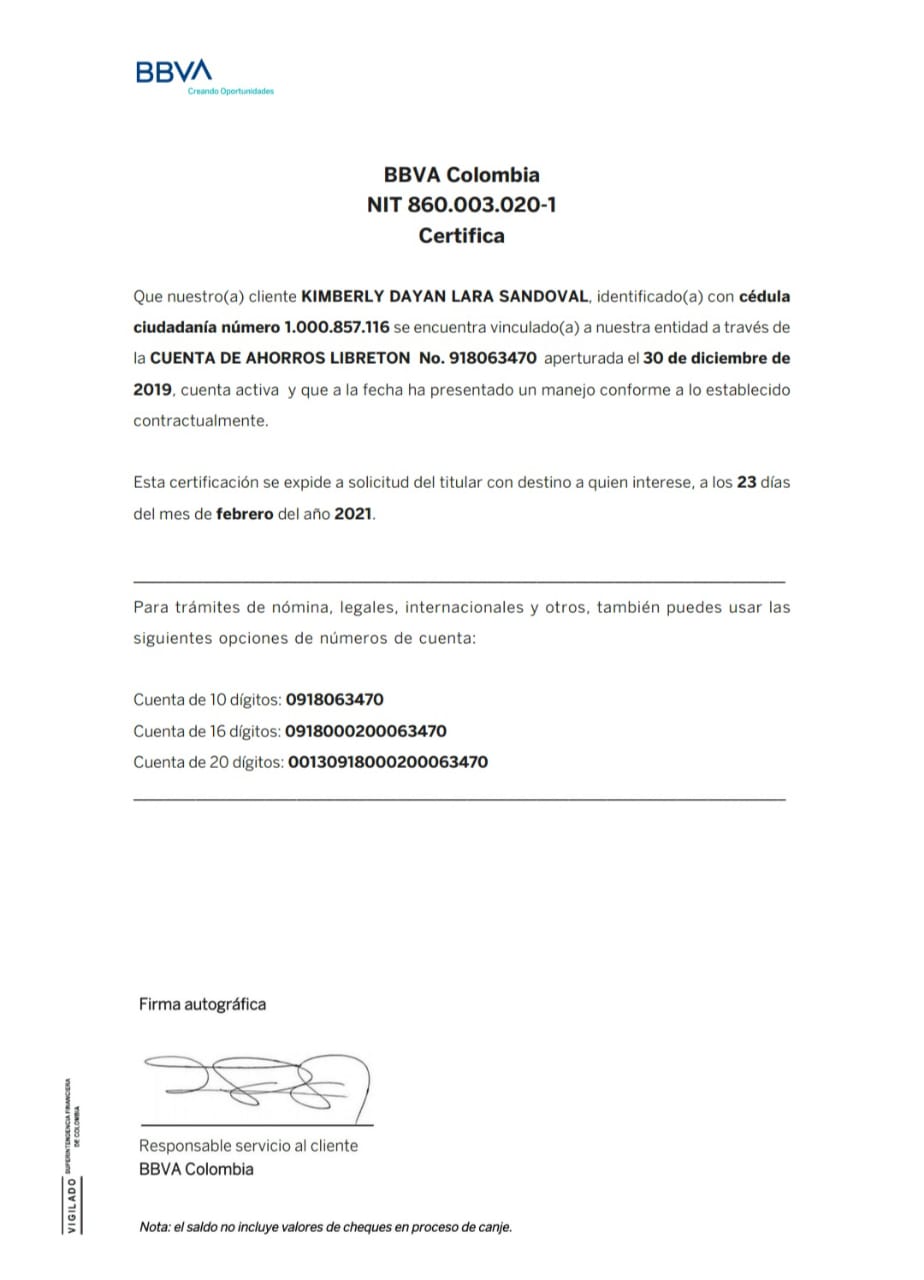 BBVA
Creando Oportunidades
BBVA Colombia
NIT 860.003.020-1
Certifica
Que nuestro(a) cliente KIMBERLY DAYAN LARA SANDOVAL, identificado(a) con cédula
ciudadanía número 1.000.857.116 se encuentra vinculado(a) a nuestra entidad a través de
la CUENTA DE AHORROS LIBRETON No. 918063470 aperturada el 30 de diciembre de
2019, cuenta activa y que a la fecha ha presentado un manejo conforme a lo establecido
contractualmente.
Esta certificación se expide a solicitud del titular con destino a quien interese, a los 23 días
del mes de febrero del año 2021.
Para trámites de nómina, legales, internacionales y otros, también puedes usar las
siguientes opciones de números de cuenta:
Cuenta de 10 dígitos: 0918063470
Cuenta de 16 dígitos: 0918000200063470
Cuenta de 20 dígitos: 00130918000200063470
Firma autográfica
Responsable servicio al cliente
BBVA Colombia
Nota: el saldo no incluye valores de cheques en proceso de canje.
VIGILADO SUPERINTENDENCIA FINANCIERA
DE COLOMBIA